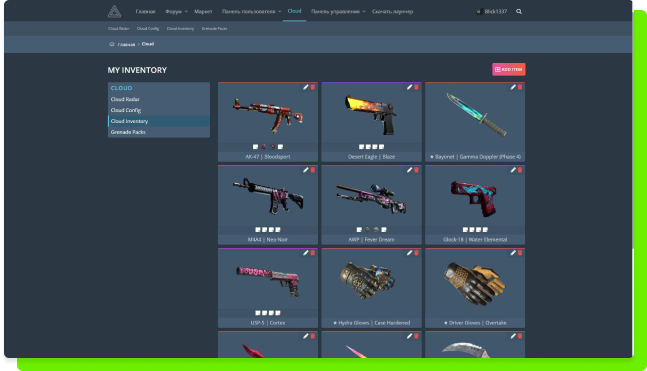 Главная Форум Маркет Панель пользователя Cloud Панель управления Скачать лаунчер Blick1337
Cloud Radar Cloud Config Cloud Inventory Grenade Packs
Главная › Cloud
MY INVENTORY
ADD ITEM
CLOUD
Cloud Radar
Cloud Config
Cloud Inventory
Grenade Packs
AK-47 | Bloodsport
Desert Eagle | Blaze
★ Bayonet | Gamma Doppler (Phase 4)
M4A4 | Neo-Noir
AWP | Fever Dream
Glock-18 | Water Elemental
USP-S | Cortex
★ Hydra Gloves | Case Hardened
★ Driver Gloves | Overtake